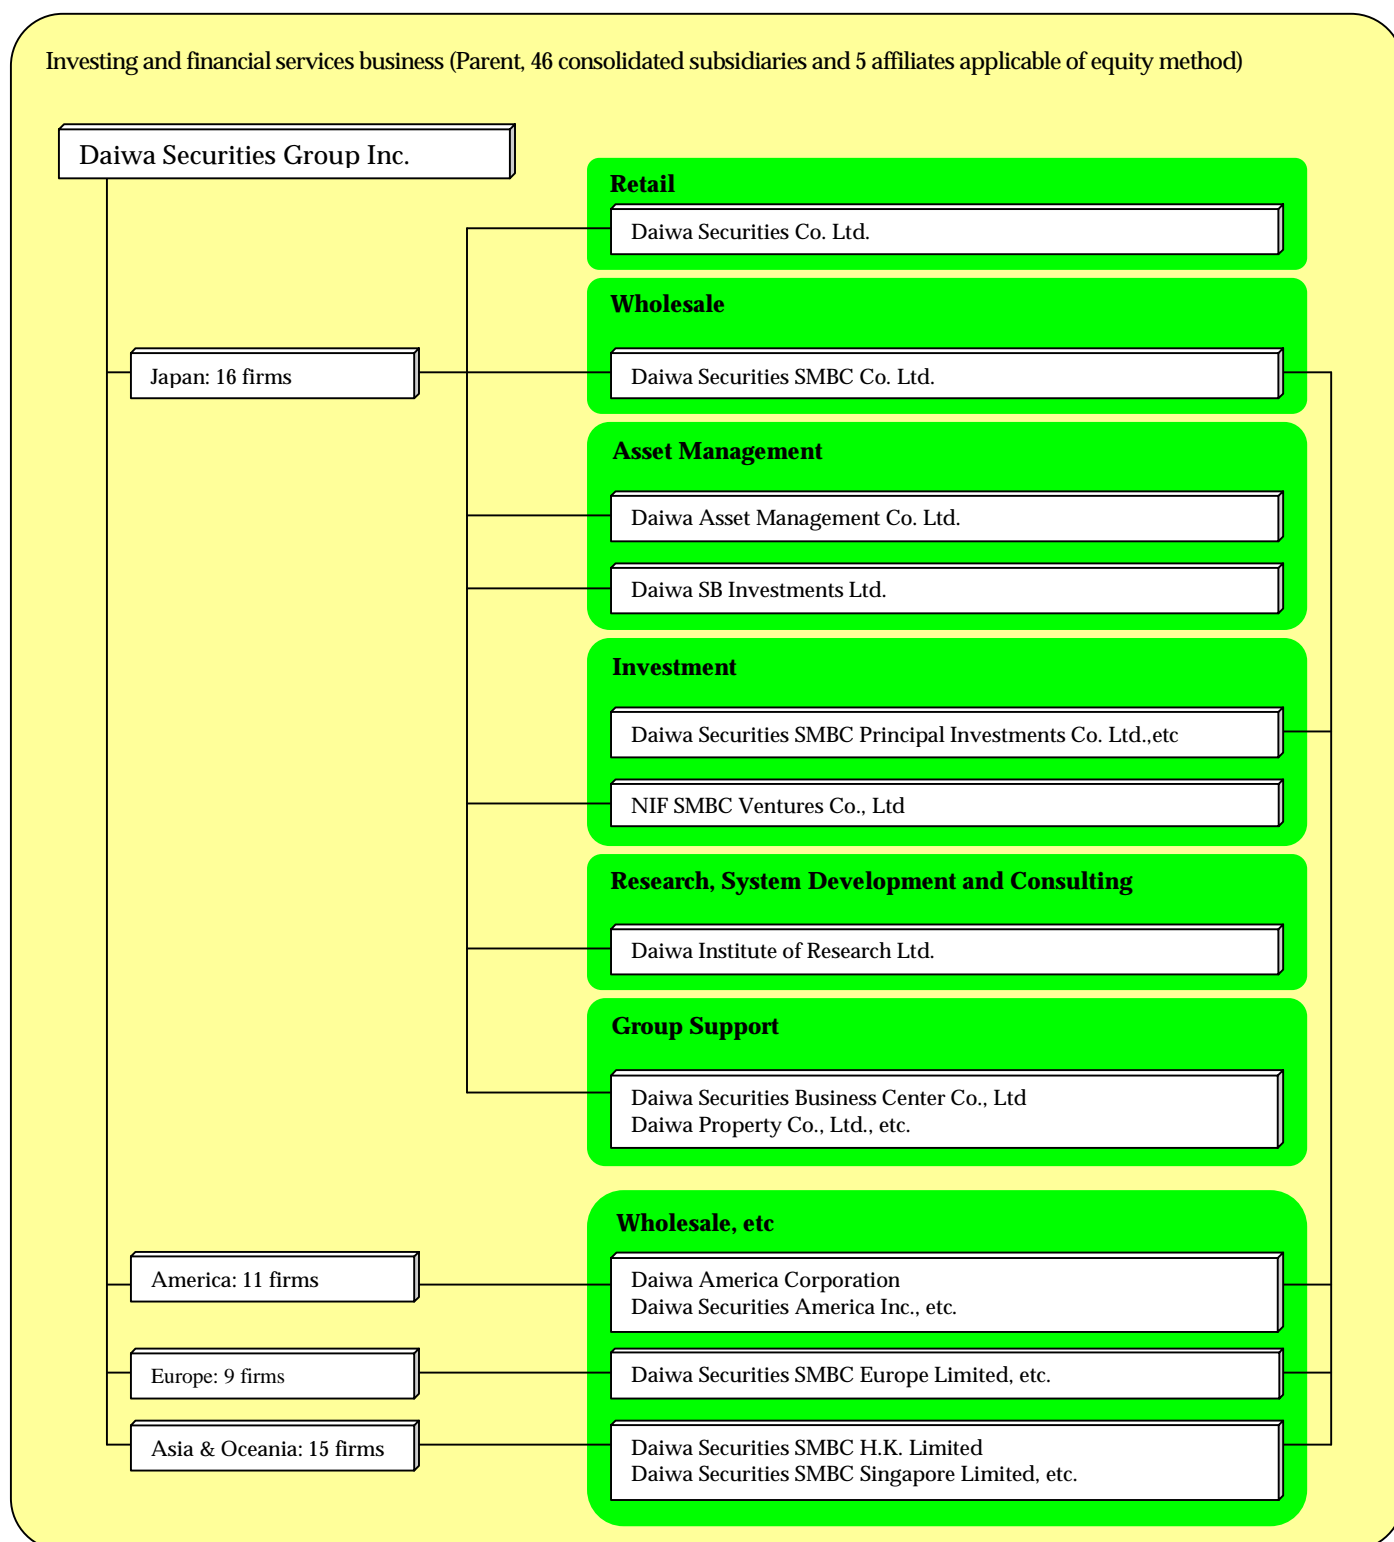 Investing and financial services business (Parent, 46 consolidated subsidiaries and 5 affiliates applicable of equity method)
Daiwa Securities Group Inc.
Retail
Daiwa Securities Co. Ltd.
Wholesale
Japan: 16 firms
Daiwa Securities SMBC Co. Ltd.
Asset Management
Daiwa Asset Management Co. Ltd.
Daiwa SB Investments Ltd.
Investment
Daiwa Securities SMBC Principal Investments Co. Ltd.,etc
NIF SMBC Ventures Co., Ltd
Research, System Development and Consulting
Daiwa Institute of Research Ltd.
Group Support
Daiwa Securities Business Center Co., Ltd
Daiwa Property Co., Ltd., etc.
Wholesale, etc
America: 11 firms
Daiwa America Corporation
Daiwa Securities America Inc., etc.
Europe: 9 firms
Daiwa Securities SMBC Europe Limited, etc.
Asia & Oceania: 15 firms
Daiwa Securities SMBC H.K. Limited
Daiwa Securities SMBC Singapore Limited, etc.